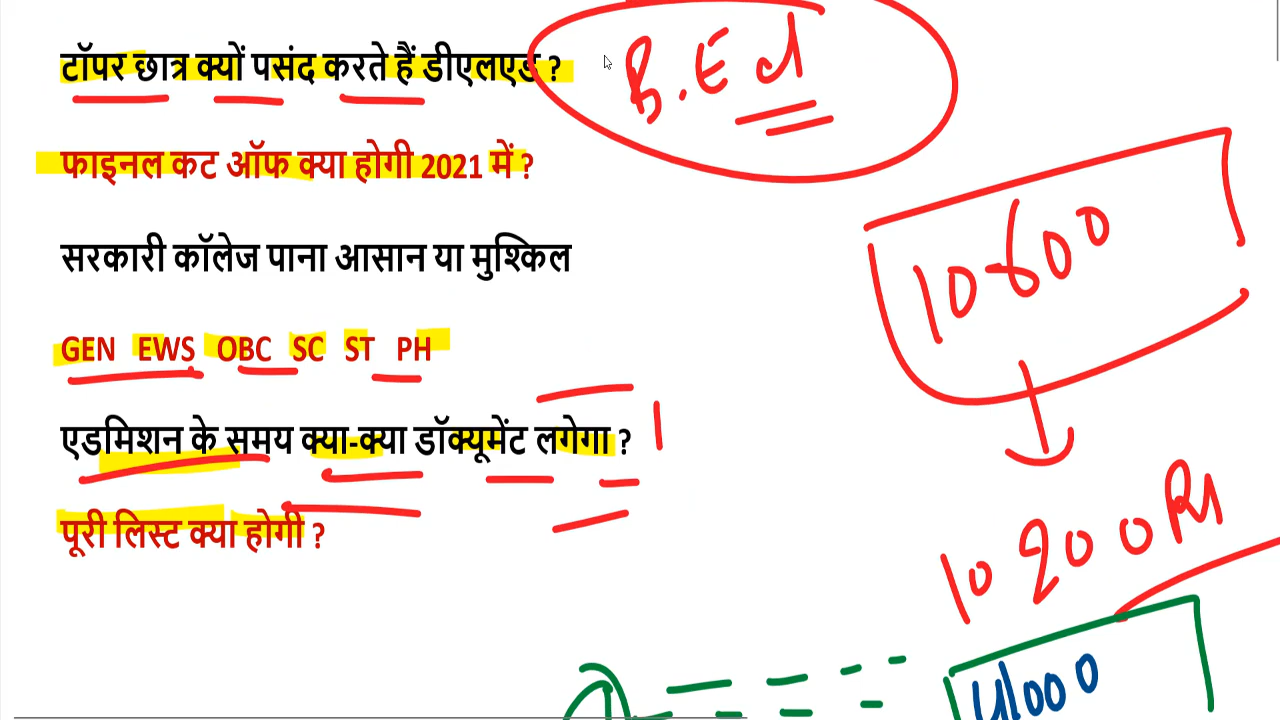 टॉपर छात्र क्यों पसंद करते हैं डीएलएड ?
B.Ed
फाइनल कट ऑफ क्या होगी 2021 में ?
10600
सरकारी कॉलेज पाना आसान या मुश्किल
GEN EWS OBC SC ST PH
एडमिशन के समय क्या-क्या डॉक्यूमेंट लगेगा ?
पूरी लिस्ट क्या होगी ?
10200 Rs